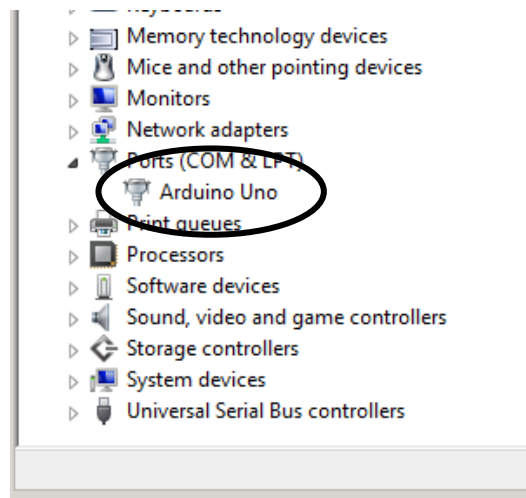 Keyboards
Memory technology devices
Mice and other pointing devices
Monitors
Network adapters
Ports (COM & LPT)
Arduino Uno
Print queues
Processors
Software devices
Sound, video and game controllers
Storage controllers
System devices
Universal Serial Bus controllers